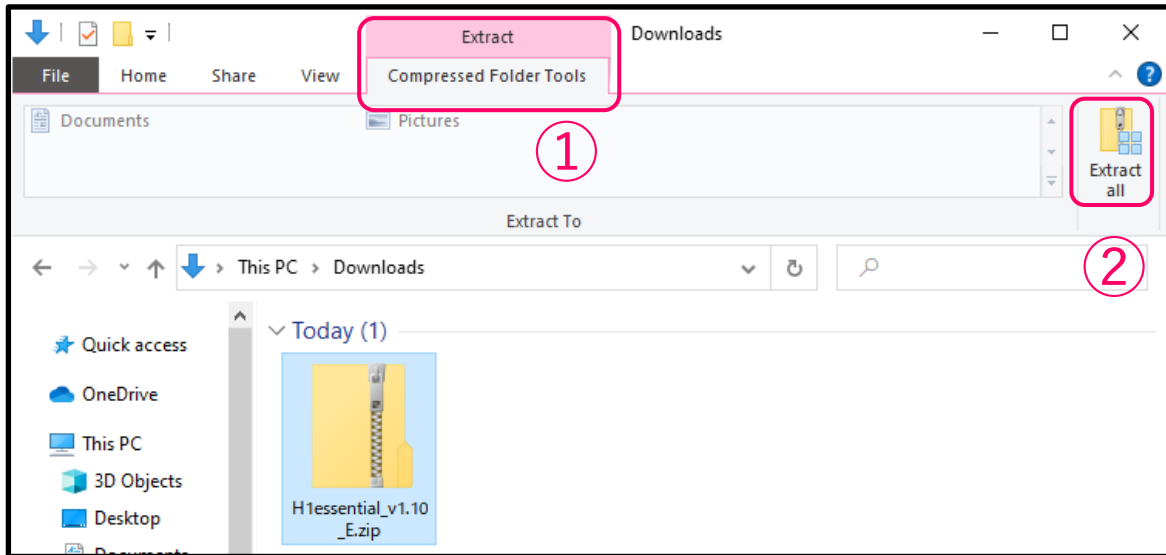 Extract
Downloads
File
Home
Share
View
Compressed Folder Tools
?
Documents
Pictures
①
Extract
all
Extract To
This PC > Downloads
②
Quick access
Today (1)
OneDrive
This PC
3D Objects
Desktop
Documents
H1essential_v1.10
_E.zip